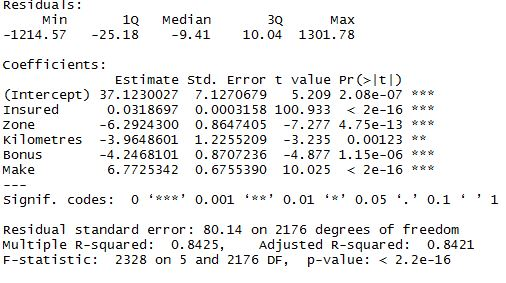 Residuals:
Min 1Q Median 3Q Max
-1214.57 -25.18 -9.41 10.04 1301.78
Coefficients:
Estimate Std. Error t value Pr(>|t|)
(Intercept) 37.1230027 7.1270679 5.209 2.08e-07 ***
Insured 0.0318697 0.0003158 100.933 < 2e-16 ***
Zone -6.2924300 0.8647405 -7.277 4.75e-13 ***
Kilometres -3.9648601 1.2255209 -3.235 0.00123 **
Bonus -4.2468101 0.8707236 -4.877 1.15e-06 ***
Make 6.7725342 0.6755390 10.025 < 2e-16 ***
---
Signif. codes: 0 ‘***’ 0.001 ‘**’ 0.01 ‘*’ 0.05 ‘.’ 0.1 ‘ ’ 1
Residual standard error: 80.14 on 2176 degrees of freedom
Multiple R-squared: 0.8425, Adjusted R-squared: 0.8421
F-statistic: 2328 on 5 and 2176 DF, p-value: < 2.2e-16